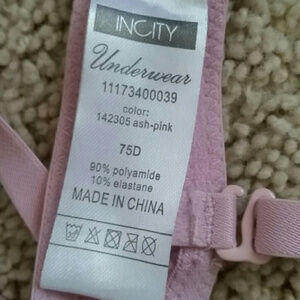 INCITY
Underwear
11173400039
color:
142305 ash-pink
75D
90% polyamide
10% elastane
MADE IN CHINA